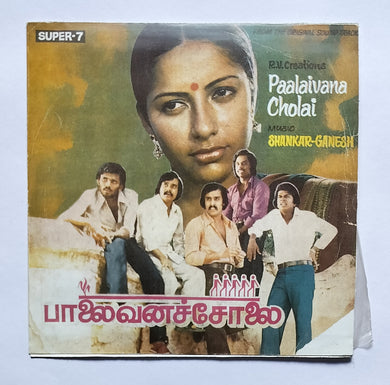 SUPER-7
FROM THE ORIGINAL SOUND TRACK
R.V. Creations
Paalaivana
Cholai
MUSIC
SHANKAR-GANESH
பாலைவனச்சோலை